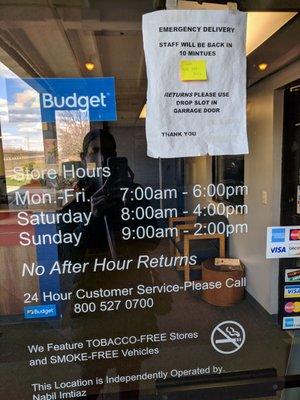 EMERGENCY DELIVERY
STAFF WILL BE BACK IN
10 MINTUES
RETURNS PLEASE USE
DROP SLOT IN
GARRAGE DOOR
THANK YOU
Budget
Store Hours
Mon.-Fri. 7:00am - 6:00pm
Saturday 8:00am - 4:00pm
Sunday 9:00am - 2:00pm
No After Hour Returns
24 Hour Customer Service-Please Call
Budget 800 527 0700
We Feature TOBACCO-FREE Stores
and SMOKE-FREE Vehicles
This Location is Independently Operated by:
Nabil Imtiaz
VISA
VISA